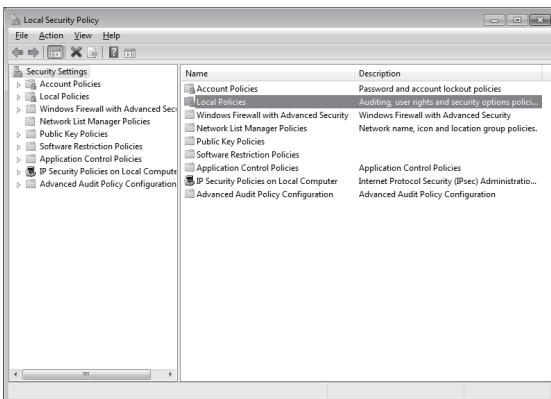 Local Security Policy
File Action View Help
Security Settings
Account Policies
Local Policies
Windows Firewall with Advanced Secu
Network List Manager Policies
Public Key Policies
Software Restriction Policies
Application Control Policies
IP Security Policies on Local Compute
Advanced Audit Policy Configuration
Name Description
Account Policies Password and account lockout policies
Local Policies Auditing, user rights and security options polici...
Windows Firewall with Advanced Security Windows Firewall with Advanced Security
Network List Manager Policies Network name, icon and location group policies.
Public Key Policies
Software Restriction Policies
Application Control Policies Application Control Policies
IP Security Policies on Local Computer Internet Protocol Security (IPsec) Administratio...
Advanced Audit Policy Configuration Advanced Audit Policy Configuration